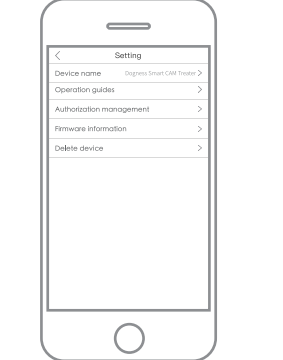 Setting
Device name Dogness Smart CAM Treater
Operation guides
Authorization management
Firmware information
Delete device